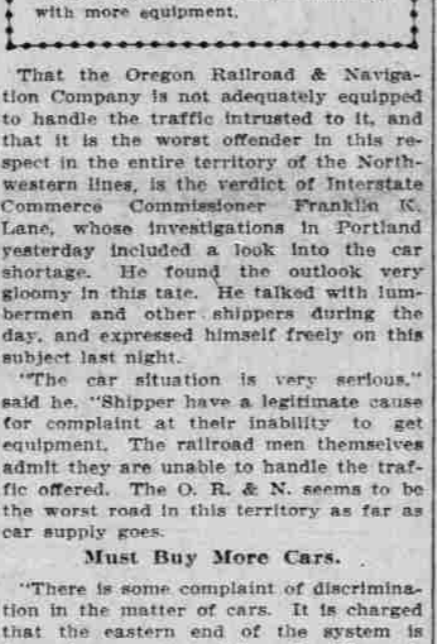 with more equipment.
That the Oregon Railroad & Naviga-
tion Company is not adequately equipped
to handle the traffic intrusted to it, and
that it is the worst offender in this re-
spect in the entire territory of the North-
western lines, is the verdict of Interstate
Commerce Commissioner Franklin K.
Lane, whose investigations in Portland
yesterday included a look into the car
shortage. He found the outlook very
gloomy in this tate. He talked with lum-
bermen and other shippers during the
day, and expressed himself freely on this
subject last night.
"The car situation is very serious,"
said he. "Shipper have a legitimate cause
for complaint at their inability to get
equipment. The railroad men themselves
admit they are unable to handle the traf-
fic offered. The O. R. & N. seems to be
the worst road in this territory as far as
car supply goes.
Must Buy More Cars.
"There is some complaint of discrimina-
tion in the matter of cars. It is charged
that the eastern end of the system is